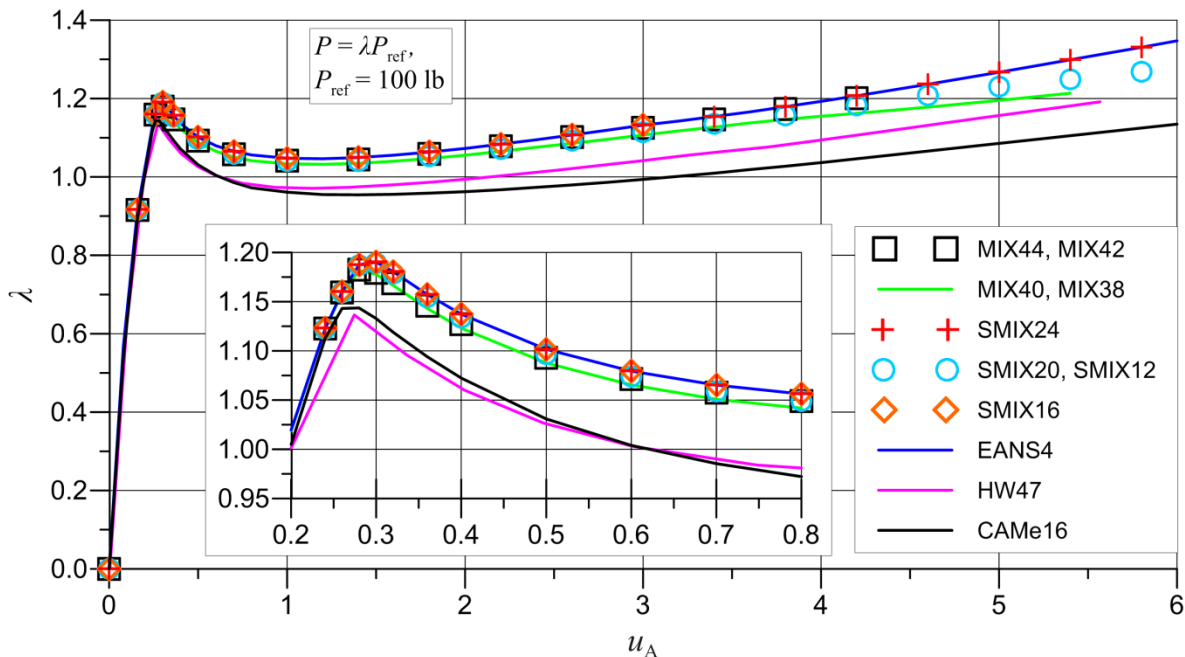 1.4
1.2
1.0
0.8
0.6
0.4
0.2
0.0
λ
P = λP_ref,
P_ref = 100 lb
1.20
1.15
1.10
1.05
1.00
0.95
0.2 0.3 0.4 0.5 0.6 0.7 0.8
MIX44, MIX42
MIX40, MIX38
SMIX24
SMIX20, SMIX12
SMIX16
EANS4
HW47
CAMe16
0 1 2 3 4 5 6
u_A